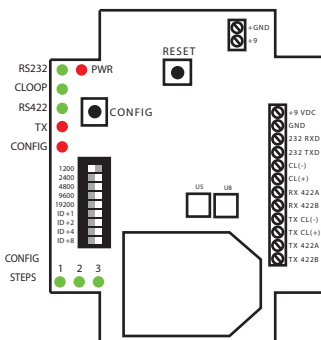 +GND
+9
RESET
RS232
PWR
CLOOP
RS422
TX
CONFIG
CONFIG
1200
2400
4800
9600
19200
ID+1
ID+2
ID+4
ID+8
U5
U8
+9 VDC
GND
232 RXD
232 TXD
CL(-)
CL(+)
RX 422A
RX 422B
TX CL(-)
TX CL(+)
TX 422A
TX 422B
CONFIG
STEPS
1 2 3